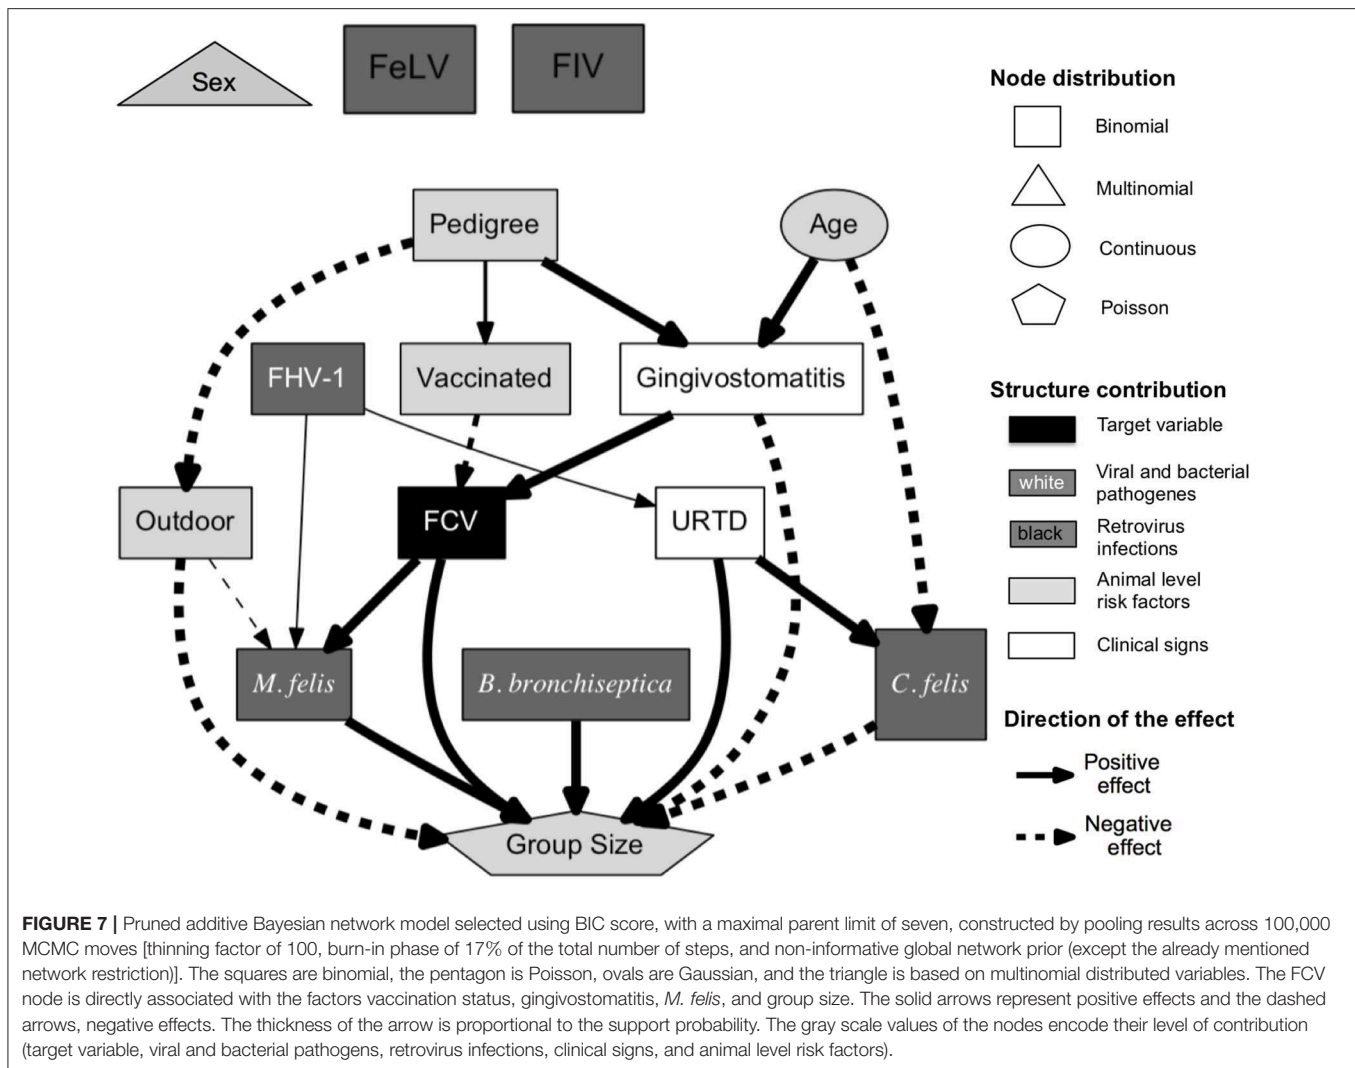 Sex
FeLV
FIV
Pedigree
Age
FHV-1
Vaccinated
Gingivostomatitis
Outdoor
FCV
URTD
M. felis
B. bronchiseptica
C. felis
Group Size
Node distribution
Binomial
Multinomial
Continuous
Poisson
Structure contribution
Target variable
white
Viral and bacterial
pathogenes
black
Retrovirus
infections
Animal level
risk factors
Clinical signs
Direction of the effect
Positive
effect
Negative
effect
FIGURE 7 | Pruned additive Bayesian network model selected using BIC score, with a maximal parent limit of seven, constructed by pooling results across 100,000
MCMC moves [thinning factor of 100, burn-in phase of 17% of the total number of steps, and non-informative global network prior (except the already mentioned
network restriction)]. The squares are binomial, the pentagon is Poisson, ovals are Gaussian, and the triangle is based on multinomial distributed variables. The FCV
node is directly associated with the factors vaccination status, gingivostomatitis, M. felis, and group size. The solid arrows represent positive effects and the dashed
arrows, negative effects. The thickness of the arrow is proportional to the support probability. The gray scale values of the nodes encode their level of contribution
(target variable, viral and bacterial pathogens, retrovirus infections, clinical signs, and animal level risk factors).